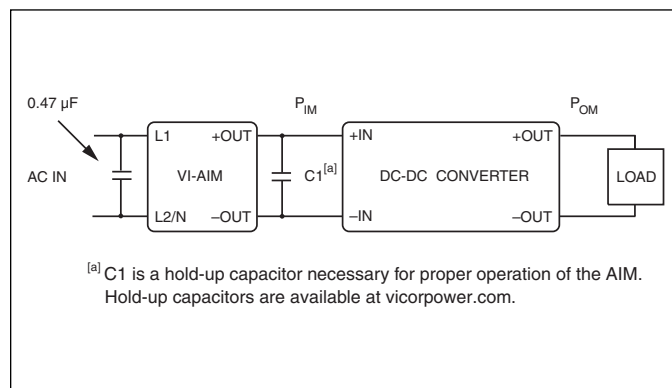 0.47 µF
P_IM
P_OM
L1
+OUT
+IN
+OUT
AC IN
VI-AIM
C1[a]
DC-DC CONVERTER
LOAD
L2/N
–OUT
–IN
–OUT
[a] C1 is a hold-up capacitor necessary for proper operation of the AIM.
Hold-up capacitors are available at vicorpower.com.